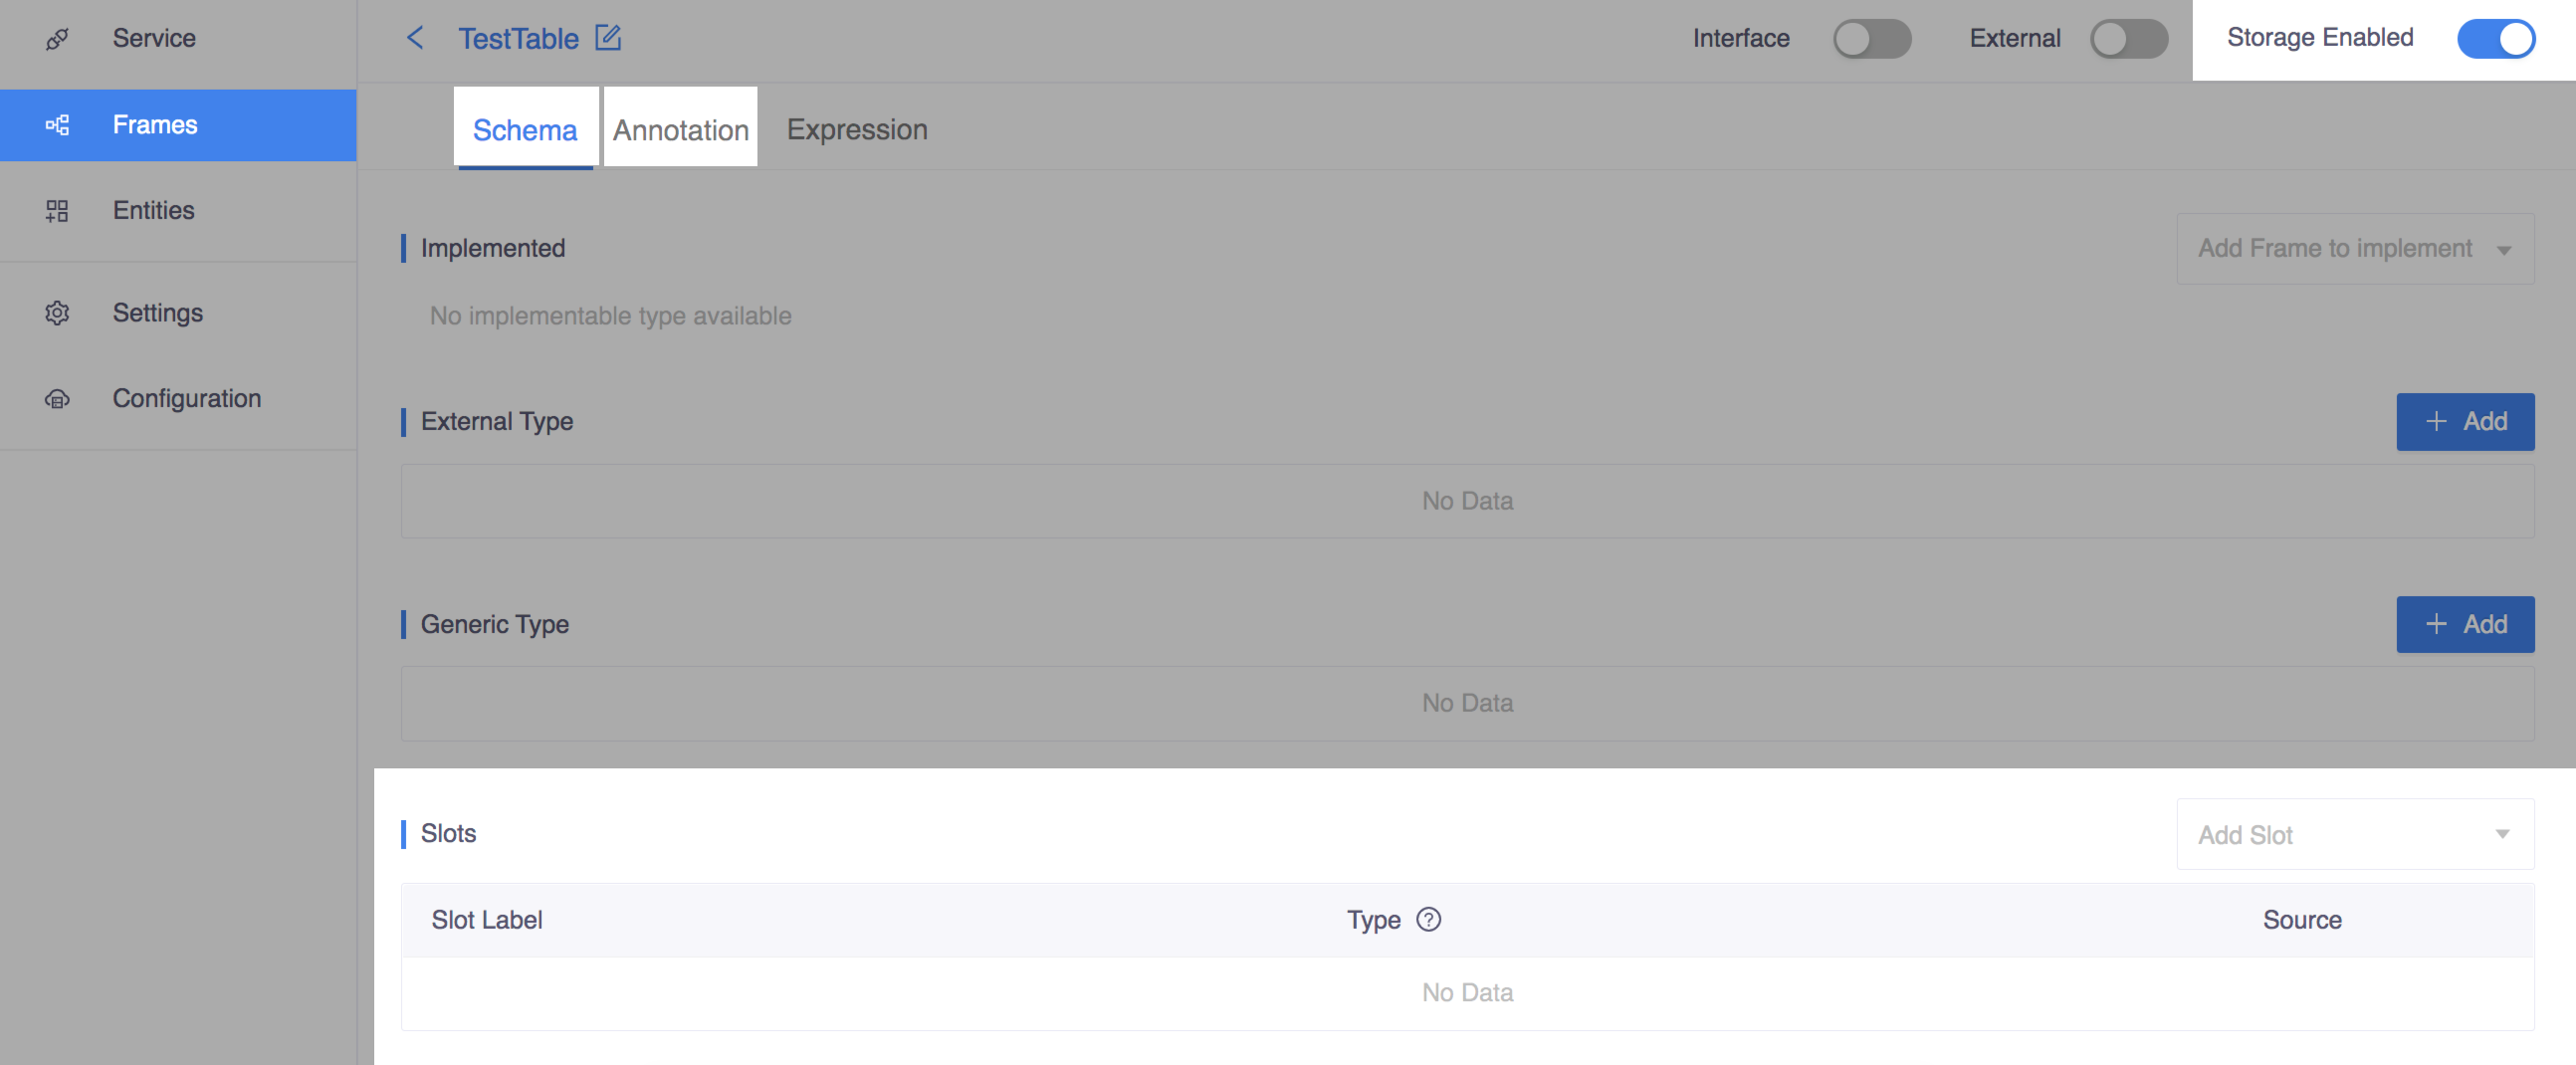 Service
Frames
Entities
Settings
Configuration
TestTable
Interface
External
Storage Enabled
Schema
Annotation
Expression
Implemented
Add Frame to implement
No implementable type available
External Type
+ Add
No Data
Generic Type
+ Add
No Data
Slots
Add Slot
Slot Label
Type ?
Source
No Data